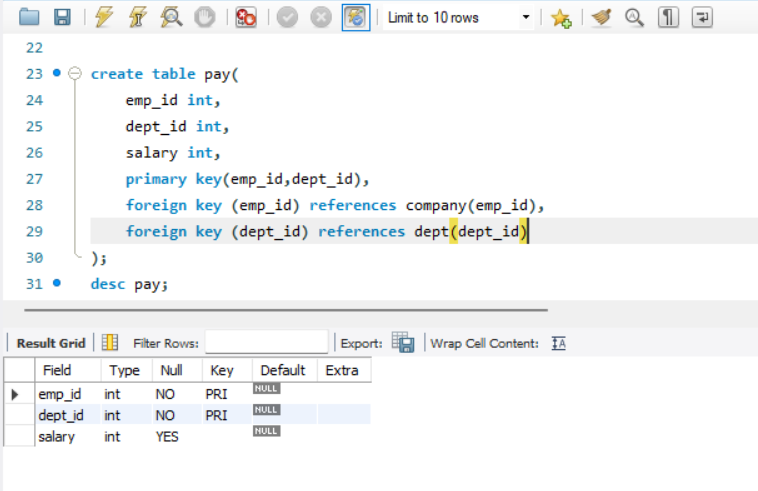 Limit to 10 rows
22
23 create table pay(
24 emp_id int,
25 dept_id int,
26 salary int,
27 primary key(emp_id,dept_id),
28 foreign key (emp_id) references company(emp_id),
29 foreign key (dept_id) references dept(dept_id)
30 );
31 desc pay;
Result Grid Filter Rows: Export: Wrap Cell Content: IA
Field Type Null Key Default Extra
emp_id int NO PRI NULL
dept_id int NO PRI NULL
salary int YES NULL